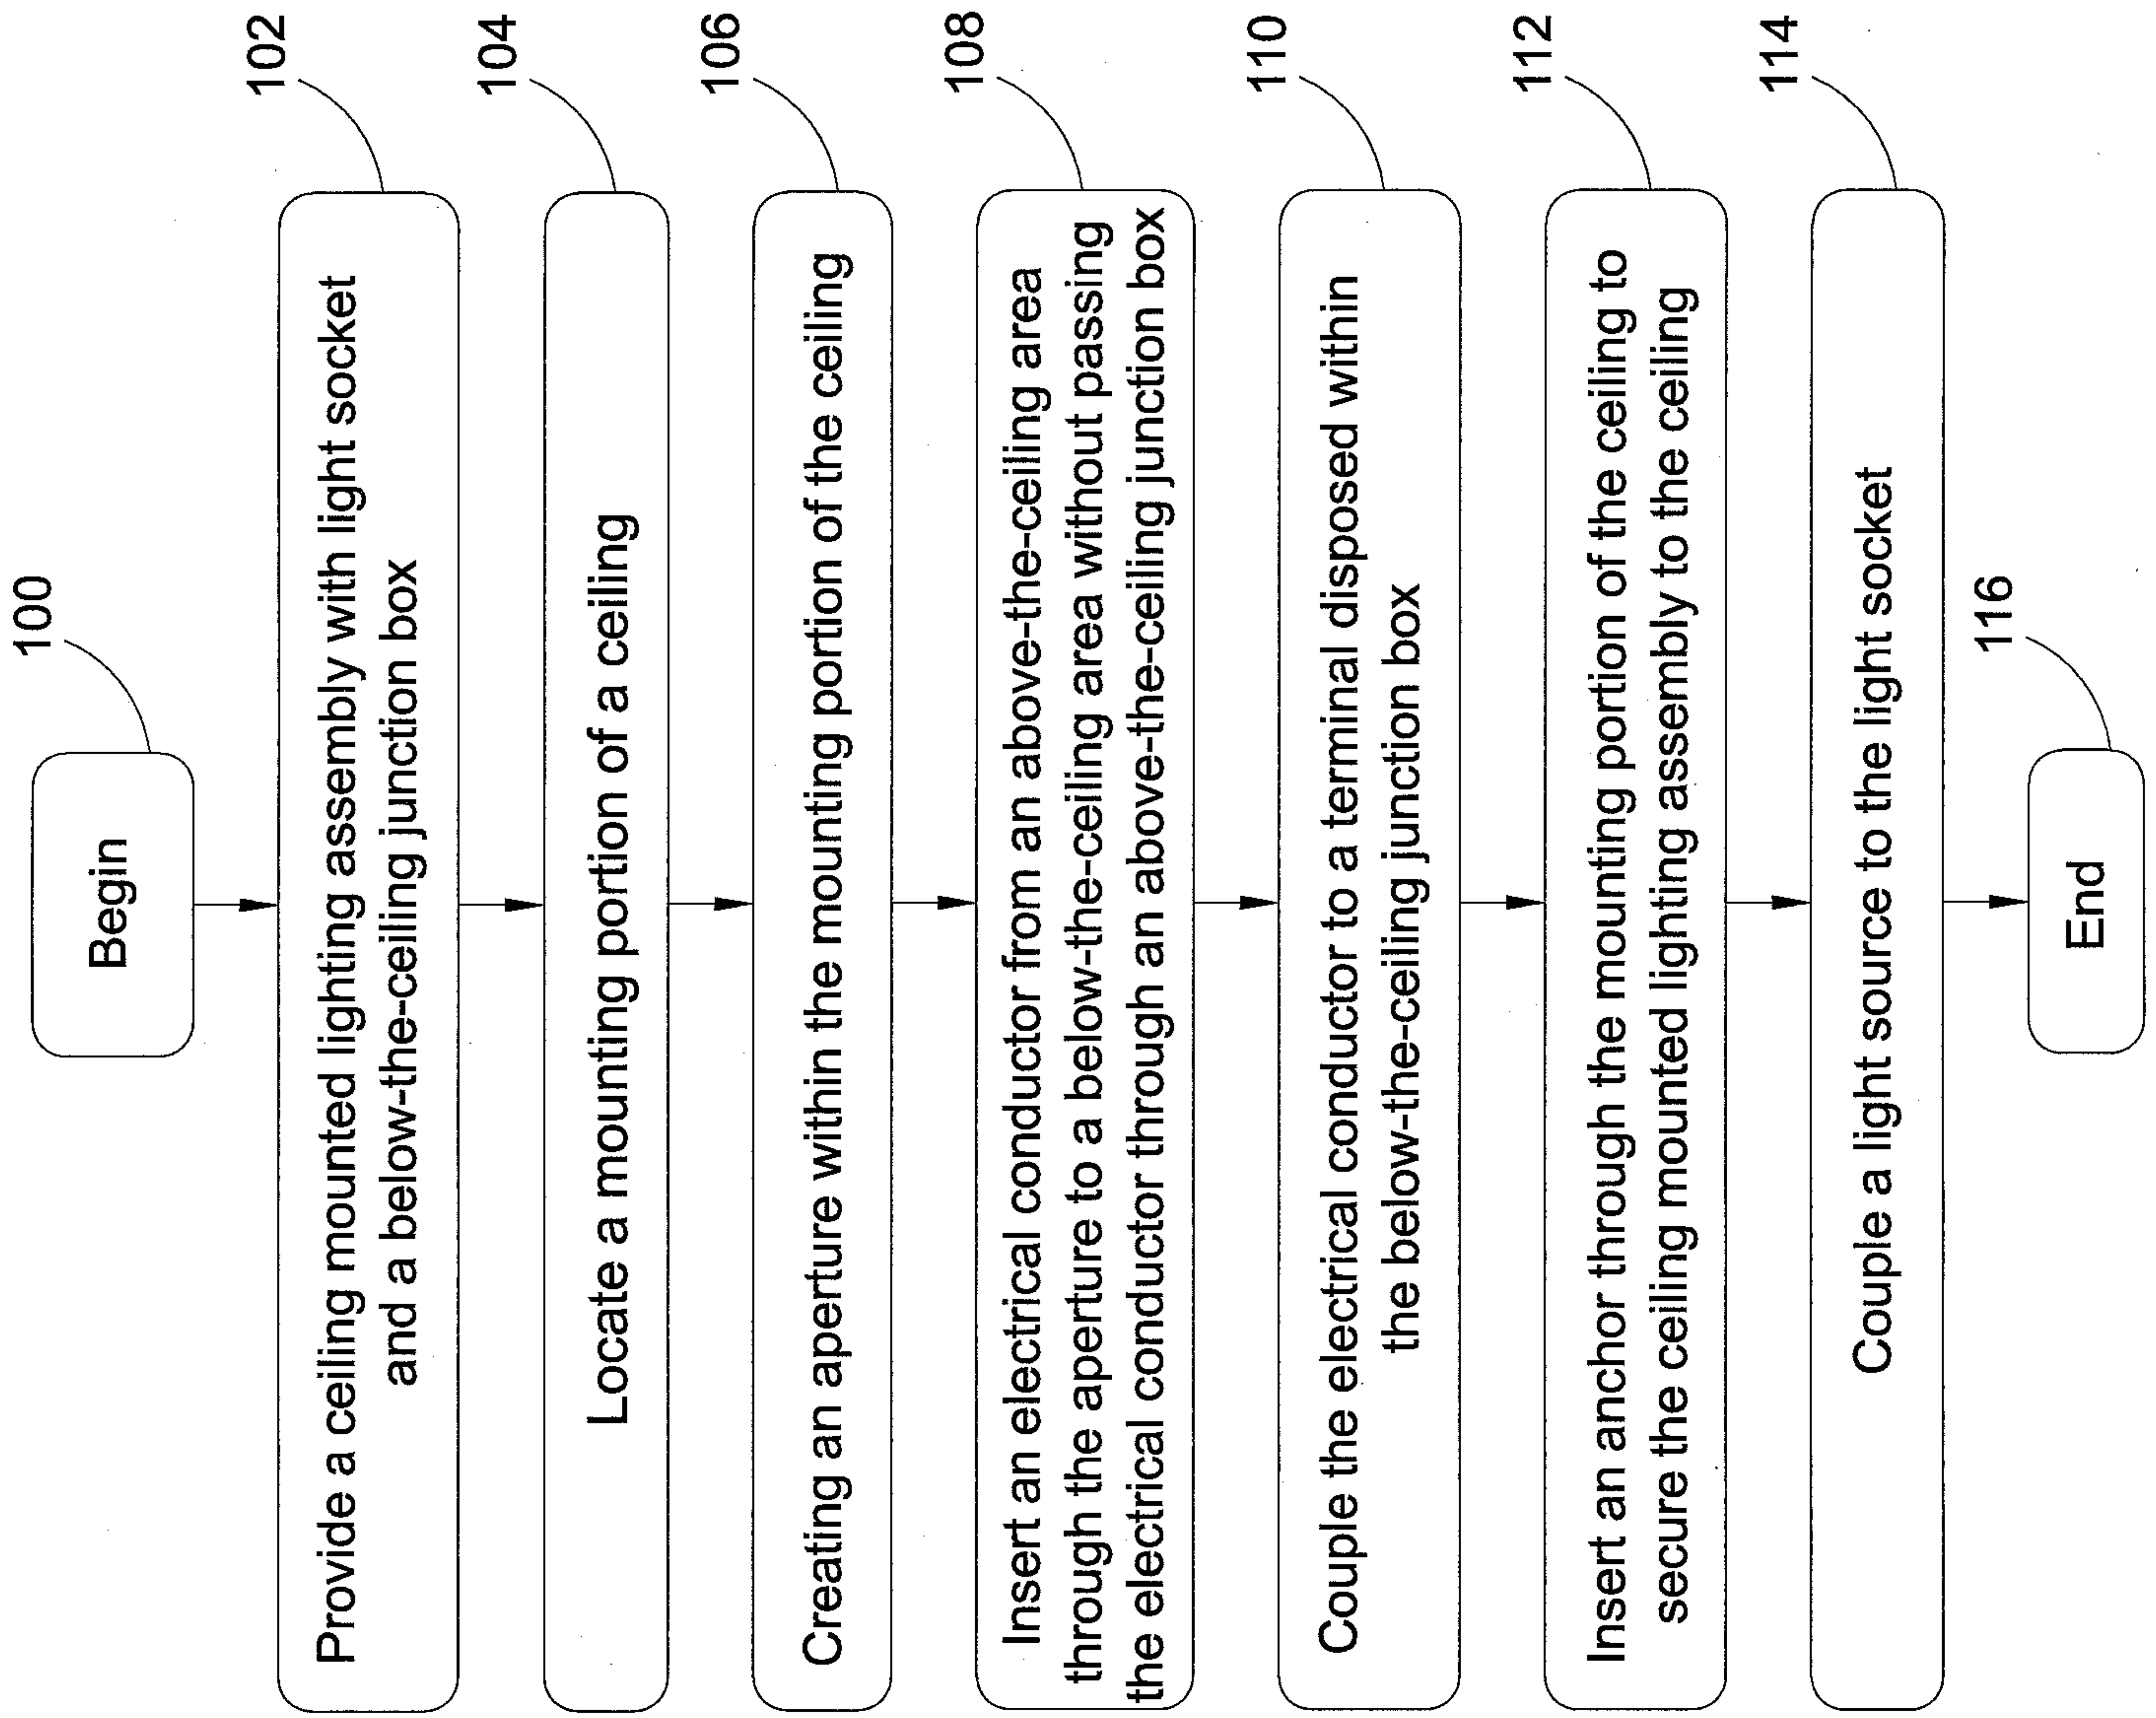 100
Begin
102
Provide a ceiling mounted lighting assembly with light socket
and a below-the-ceiling junction box
104
Locate a mounting portion of a ceiling
106
Creating an aperture within the mounting portion of the ceiling
108
Insert an electrical conductor from an above-the-ceiling area
through the aperture to a below-the-ceiling area without passing
the electrical conductor through an above-the-ceiling junction box
110
Couple the electrical conductor to a terminal disposed within
the below-the-ceiling junction box
112
Insert an anchor through the mounting portion of the ceiling to
secure the ceiling mounted lighting assembly to the ceiling
114
Couple a light source to the light socket
116
End